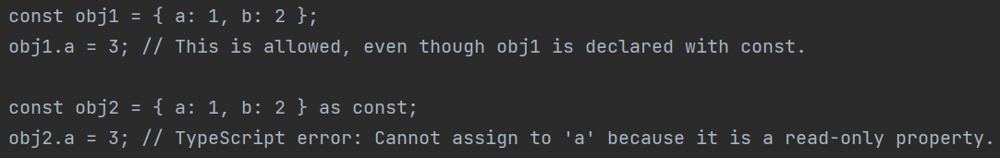 const obj1 = { a: 1, b: 2 };
obj1.a = 3; // This is allowed, even though obj1 is declared with const.
const obj2 = { a: 1, b: 2 } as const;
obj2.a = 3; // TypeScript error: Cannot assign to 'a' because it is a read-only property.